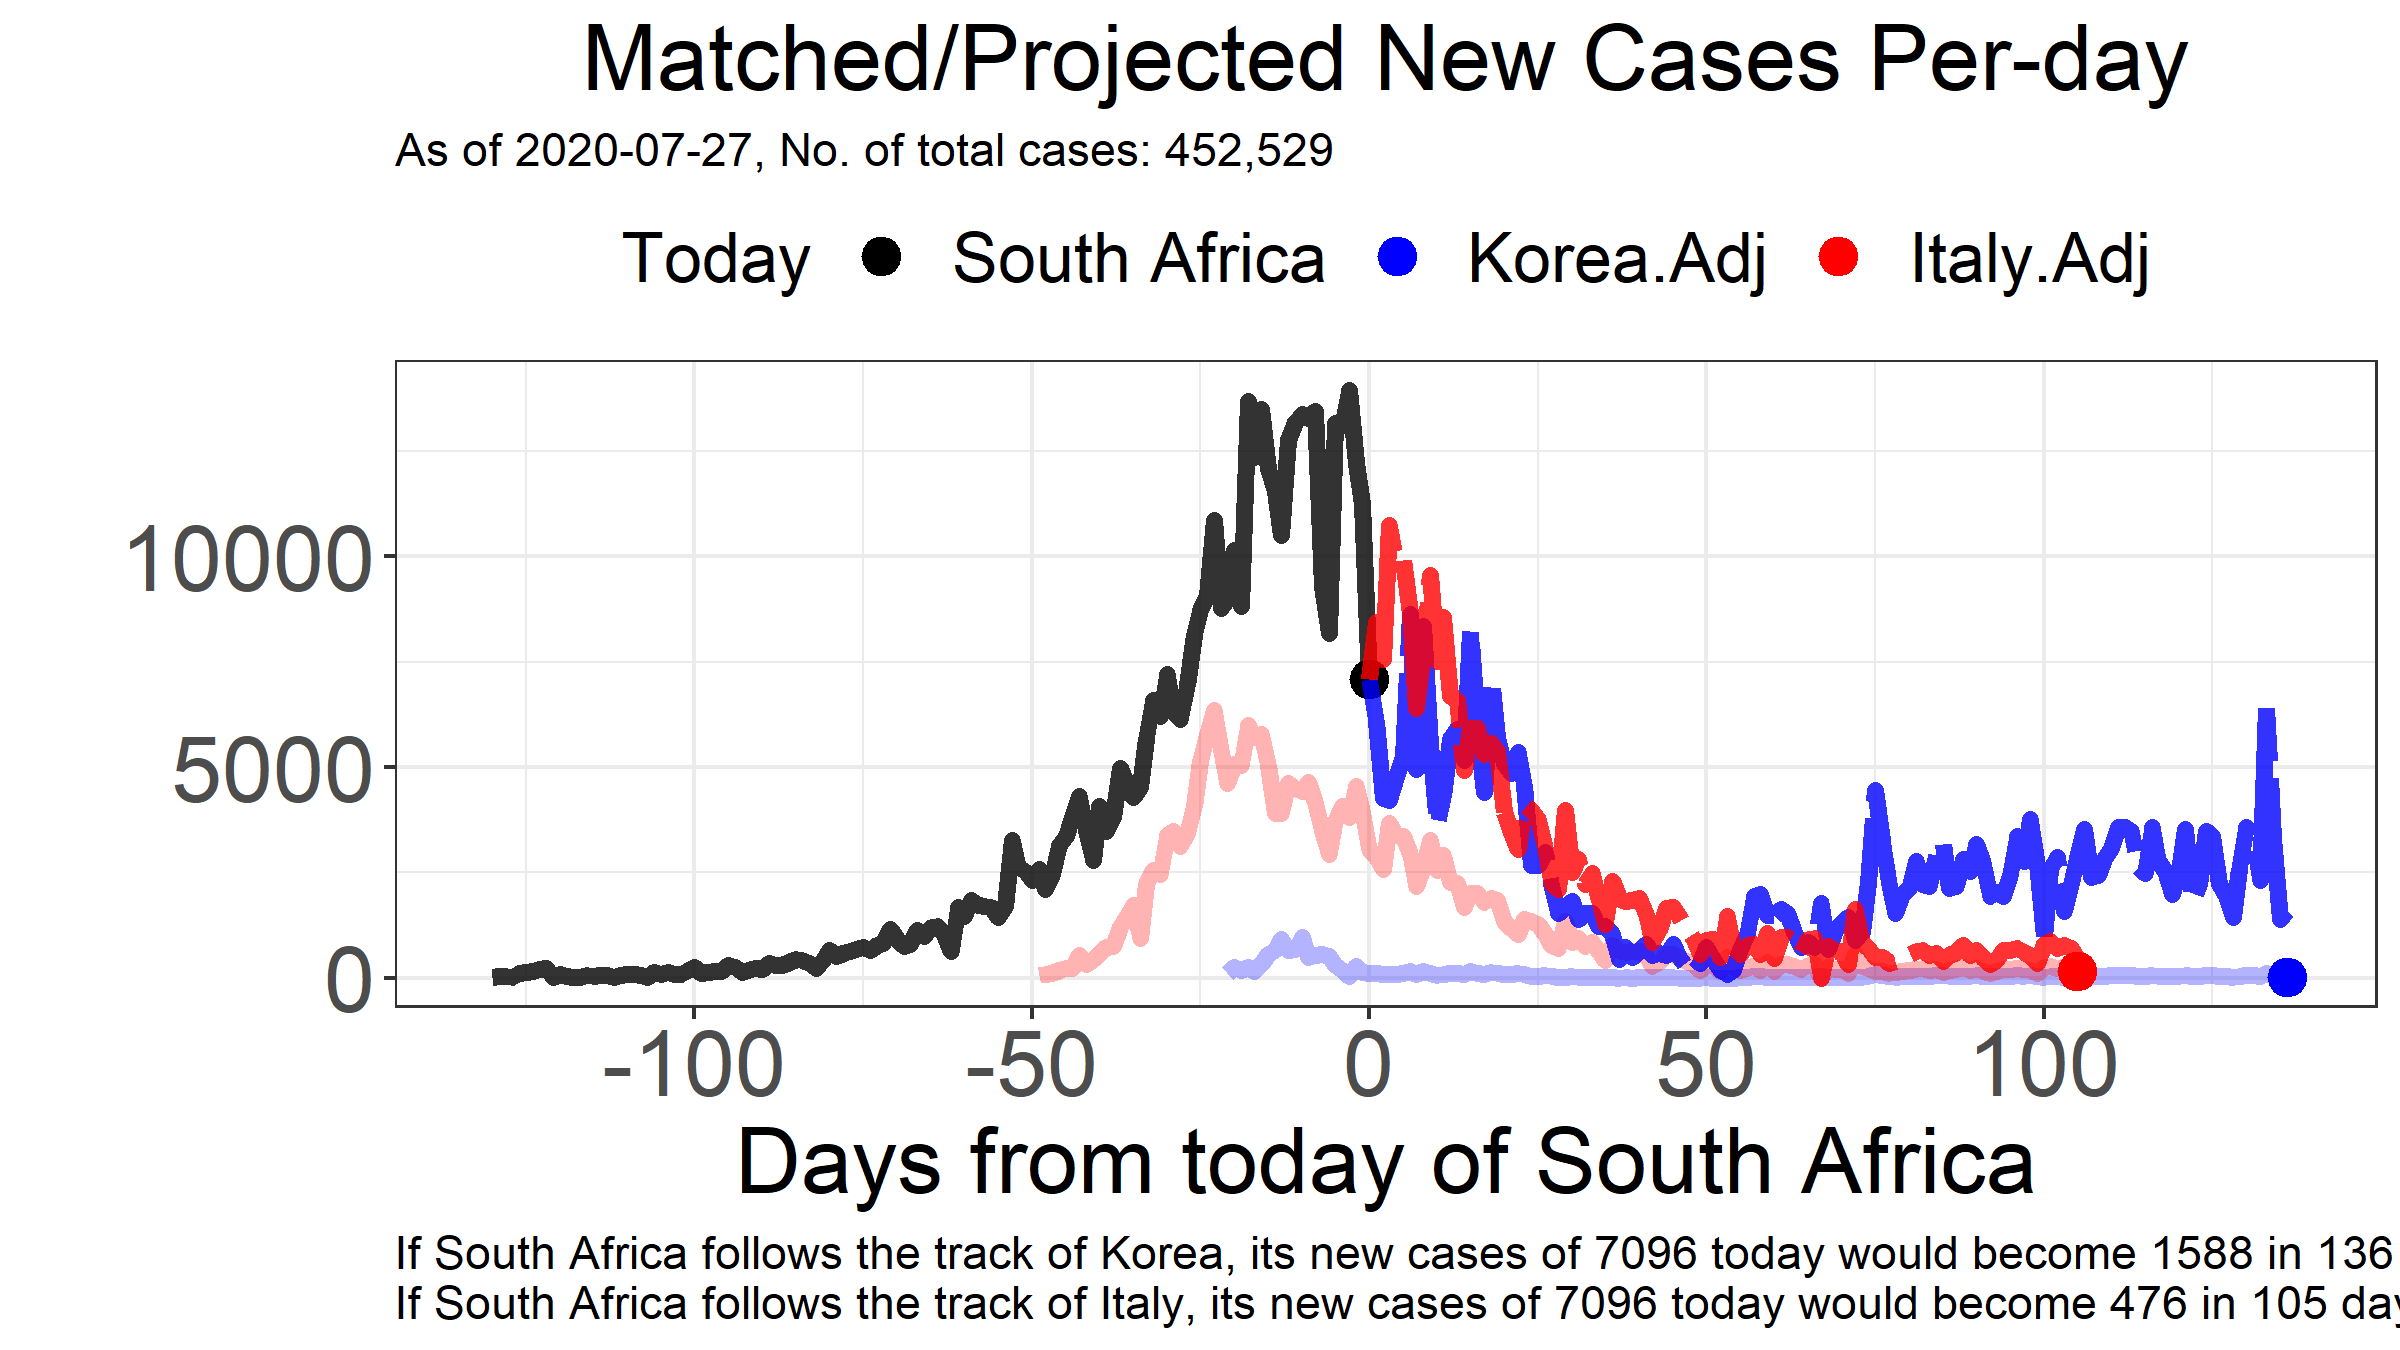 Matched/Projected New Cases Per-day
As of 2020-07-27, No. of total cases: 452,529
Today South Africa Korea.Adj Italy.Adj
10000
5000
0
-100 -50 0 50 100
Days from today of South Africa
If South Africa follows the track of Korea, its new cases of 7096 today would become 1588 in 136
If South Africa follows the track of Italy, its new cases of 7096 today would become 476 in 105 day